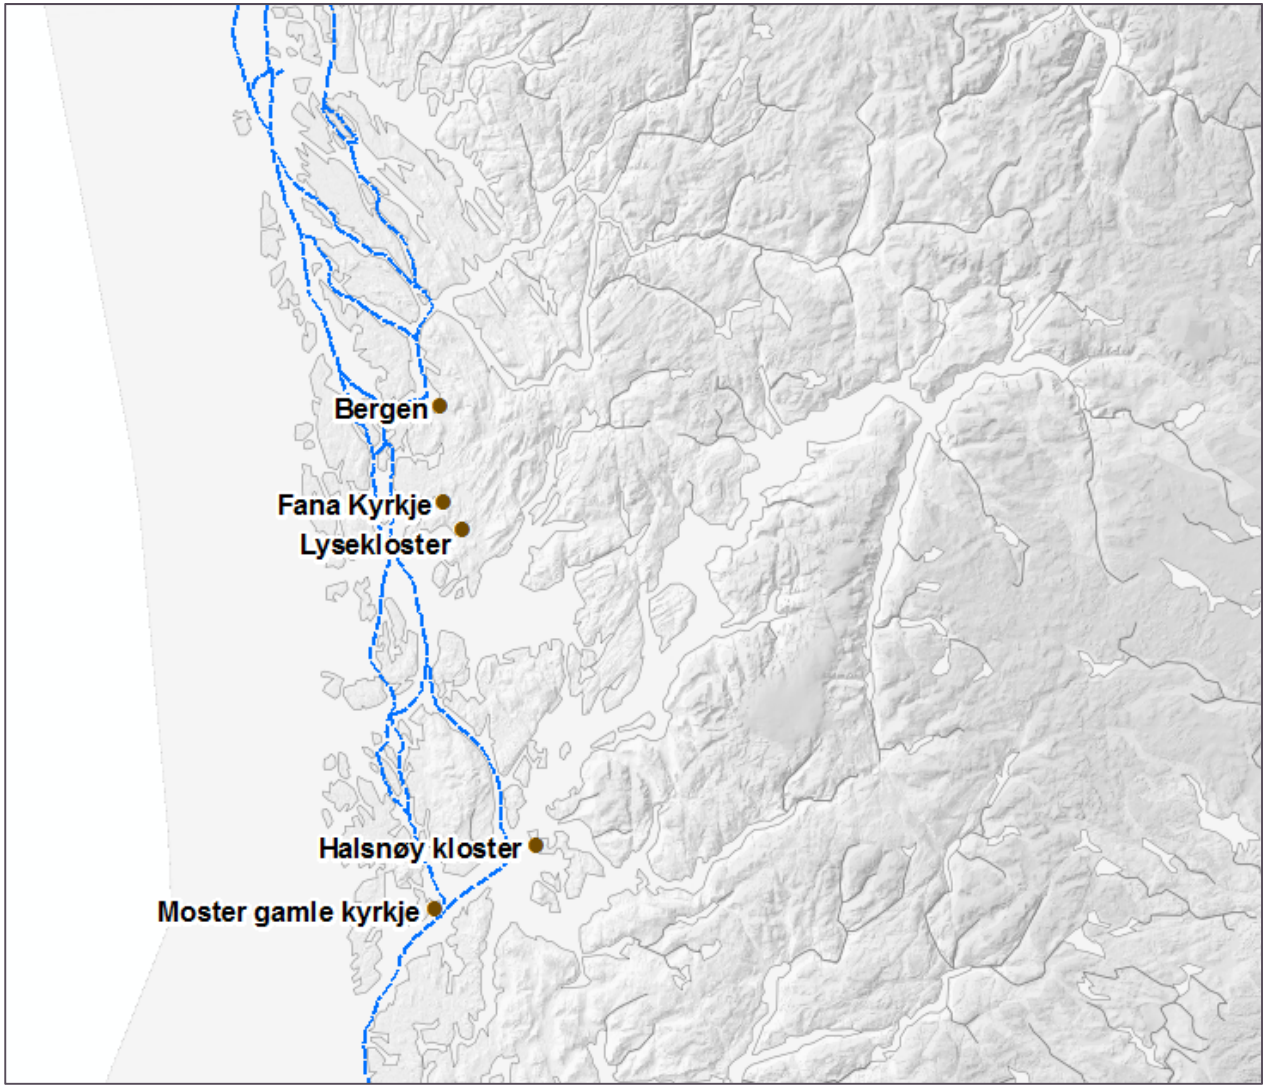 Bergen
Fana Kyrkje
Lysekloster
Halsnøy kloster
Moster gamle kyrkje